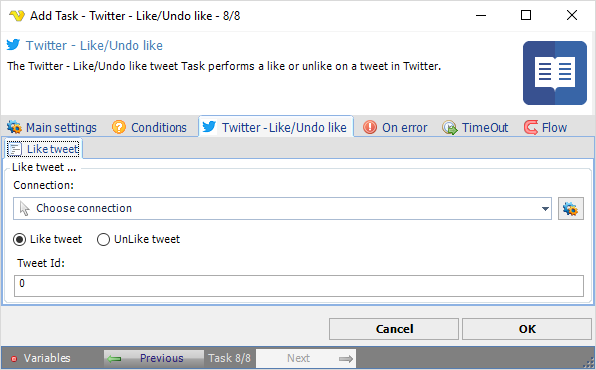 Add Task - Twitter - Like/Undo like - 8/8
Twitter - Like/Undo like
The Twitter - Like/Undo like tweet Task performs a like or unlike on a tweet in Twitter.
Main settings Conditions Twitter - Like/Undo like On error TimeOut Flow
Like tweet
Like tweet ...
Connection:
Choose connection
Like tweet UnLike tweet
Tweet Id:
0
Cancel OK
Variables Previous Task 8/8 Next